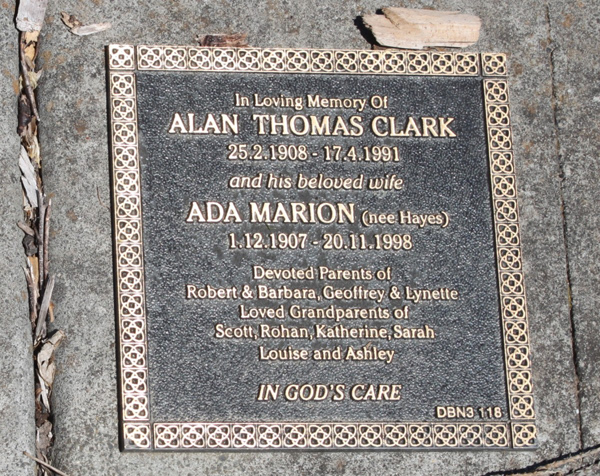 In Loving Memory Of
ALAN THOMAS CLARK
25.2.1908 - 17.4.1991
and his beloved wife
ADA MARION (nee Hayes)
1.12.1907 - 20.11.1998
Devoted Parents of
Robert & Barbara, Geoffrey & Lynette
Loved Grandparents of
Scott, Rohan, Katherine, Sarah
Louise and Ashley
IN GOD'S CARE
DBN3 118